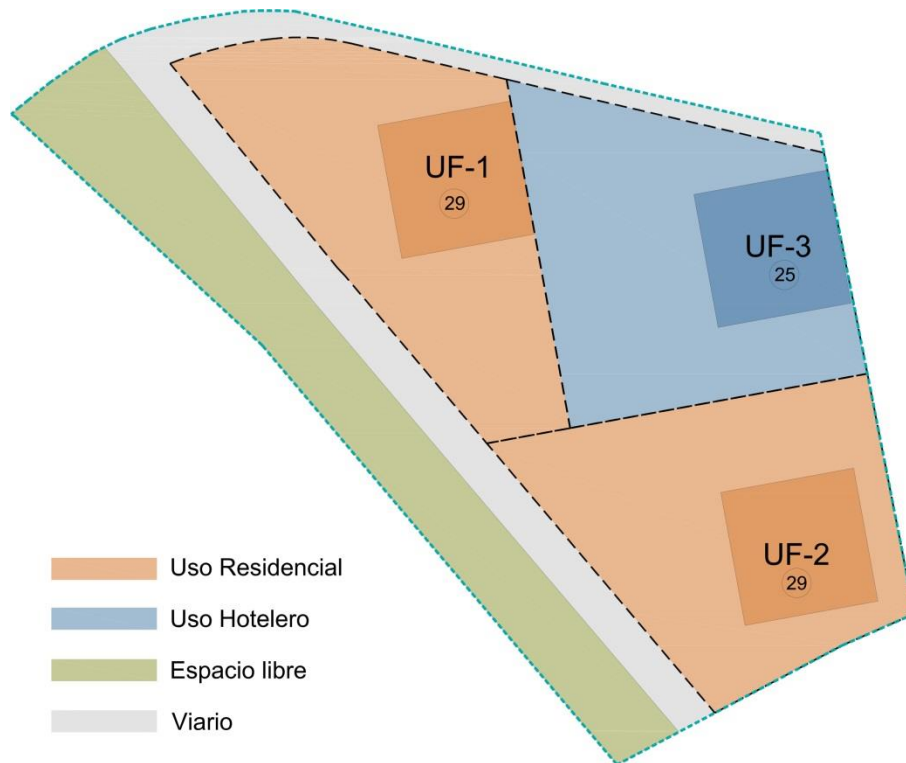 UF-1
29
UF-3
25
UF-2
29
Uso Residencial
Uso Hotelero
Espacio libre
Viario